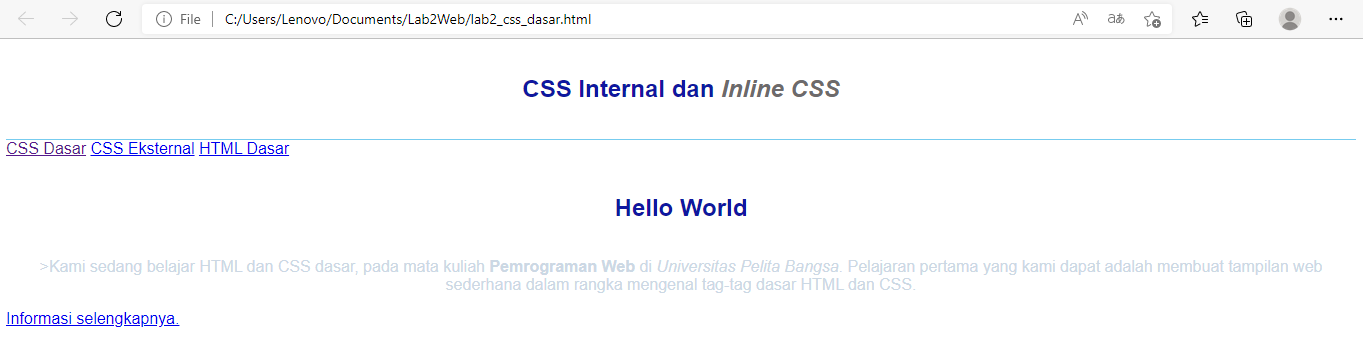 File C:/Users/Lenovo/Documents/Lab2Web/lab2_css_dasar.html
CSS Internal dan Inline CSS
CSS Dasar CSS Eksternal HTML Dasar
Hello World
>Kami sedang belajar HTML dan CSS dasar, pada mata kuliah Pemrograman Web di Universitas Pelita Bangsa. Pelajaran pertama yang kami dapat adalah membuat tampilan web
sederhana dalam rangka mengenal tag-tag dasar HTML dan CSS.
Informasi selengkapnya.